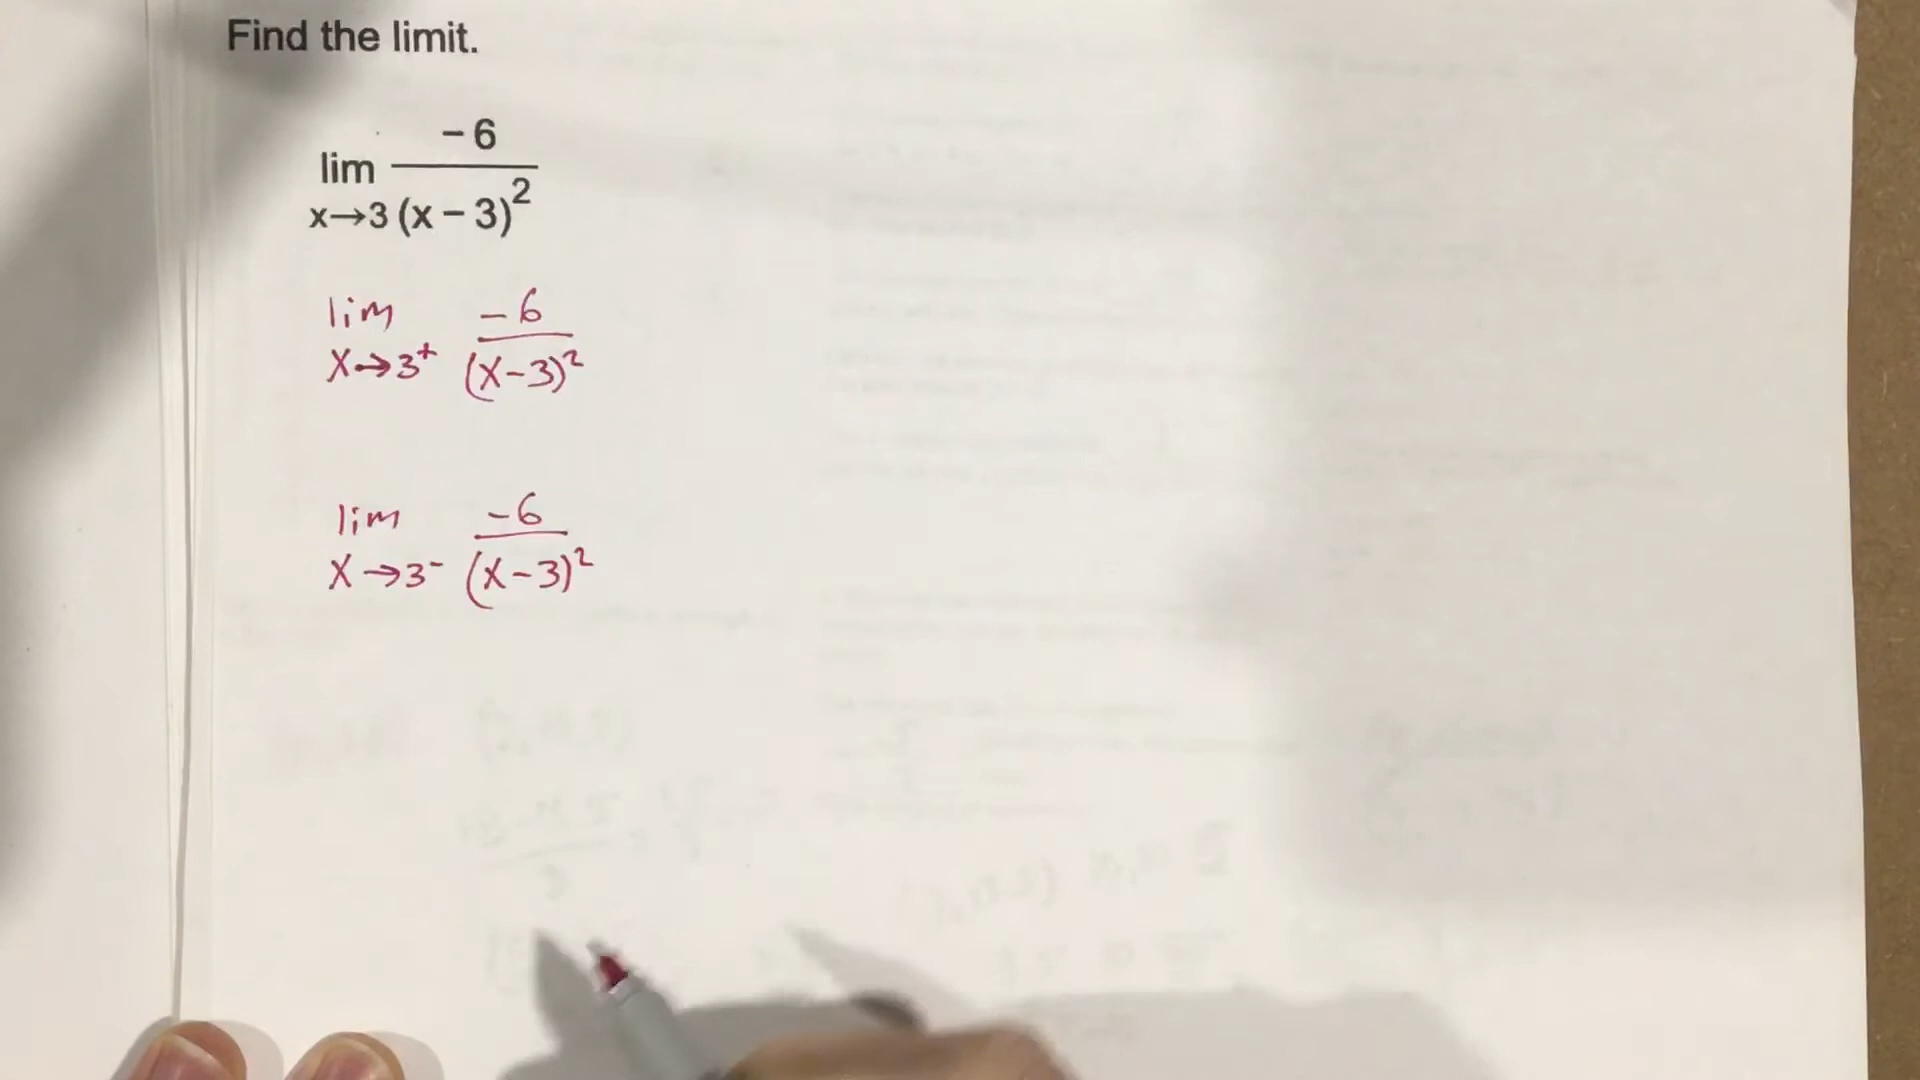 Find the limit.
lim -6
x→3 (x-3)²
lim -6
x→3⁺ (x-3)²
lim -6
x→3⁻ (x-3)²